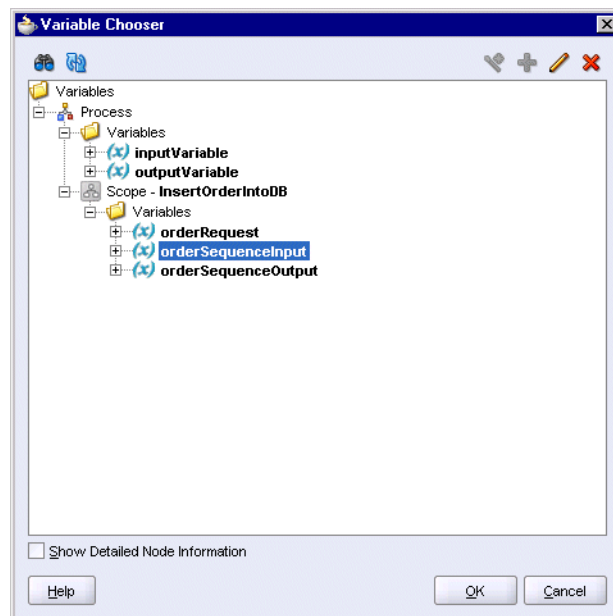 Variable Chooser
Variables
Process
Variables
(x) inputVariable
(x) outputVariable
Scope - InsertOrderIntoDB
Variables
(x) orderRequest
(x) orderSequenceInput
(x) orderSequenceOutput
Show Detailed Node Information
Help OK Cancel